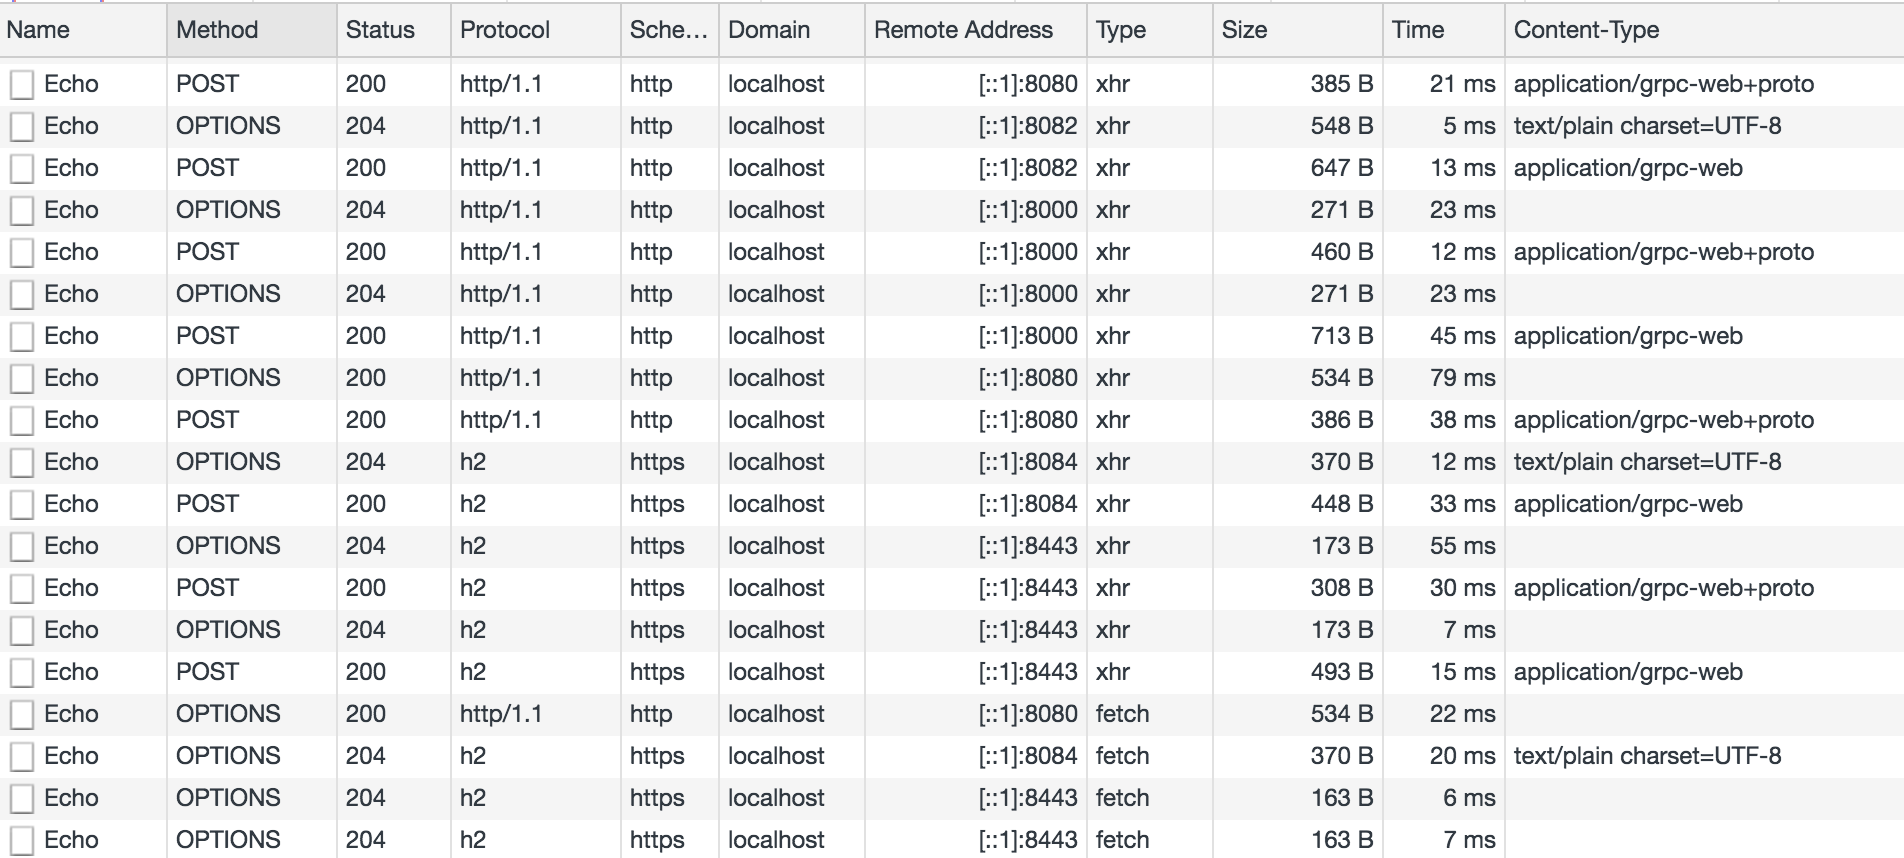 Name Method Status Protocol Sche... Domain Remote Address Type Size Time Content-Type
Echo POST 200 http/1.1 http localhost [::1]:8080 xhr 385 B 21 ms application/grpc-web+proto
Echo OPTIONS 204 http/1.1 http localhost [::1]:8082 xhr 548 B 5 ms text/plain charset=UTF-8
Echo POST 200 http/1.1 http localhost [::1]:8082 xhr 647 B 13 ms application/grpc-web
Echo OPTIONS 204 http/1.1 http localhost [::1]:8000 xhr 271 B 23 ms
Echo POST 200 http/1.1 http localhost [::1]:8000 xhr 460 B 12 ms application/grpc-web+proto
Echo OPTIONS 204 http/1.1 http localhost [::1]:8000 xhr 271 B 23 ms
Echo POST 200 http/1.1 http localhost [::1]:8000 xhr 713 B 45 ms application/grpc-web
Echo OPTIONS 200 http/1.1 http localhost [::1]:8080 xhr 534 B 79 ms
Echo POST 200 http/1.1 http localhost [::1]:8080 xhr 386 B 38 ms application/grpc-web+proto
Echo OPTIONS 204 h2 https localhost [::1]:8084 xhr 370 B 12 ms text/plain charset=UTF-8
Echo POST 200 h2 https localhost [::1]:8084 xhr 448 B 33 ms application/grpc-web
Echo OPTIONS 204 h2 https localhost [::1]:8443 xhr 173 B 55 ms
Echo POST 200 h2 https localhost [::1]:8443 xhr 308 B 30 ms application/grpc-web+proto
Echo OPTIONS 204 h2 https localhost [::1]:8443 xhr 173 B 7 ms
Echo POST 200 h2 https localhost [::1]:8443 xhr 493 B 15 ms application/grpc-web
Echo OPTIONS 200 http/1.1 http localhost [::1]:8080 fetch 534 B 22 ms
Echo OPTIONS 204 h2 https localhost [::1]:8084 fetch 370 B 20 ms text/plain charset=UTF-8
Echo OPTIONS 204 h2 https localhost [::1]:8443 fetch 163 B 6 ms
Echo OPTIONS 204 h2 https localhost [::1]:8443 fetch 163 B 7 ms